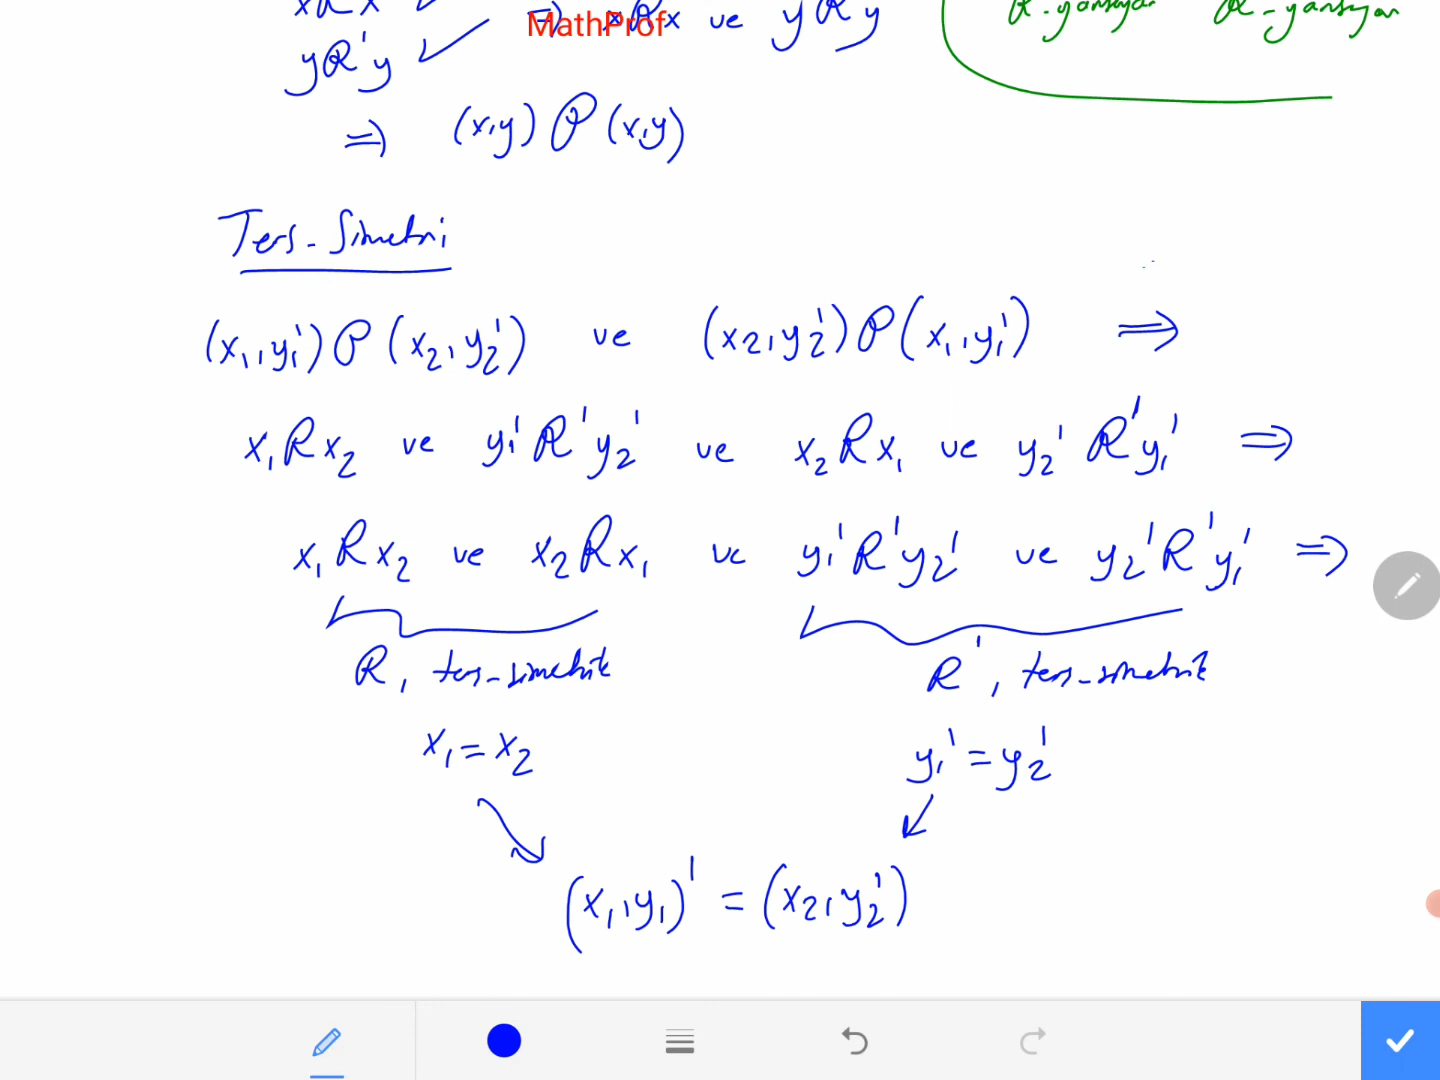 xRx ⇒ xRx ve yR'y R-yansıyan R'-yansıyan
MathProf
yR'y
⇒ (x,y) P (x,y)
Ters-Simetri
(x₁,y₁') P (x₂,y₂') ve (x₂,y₂') P (x₁,y₁') ⇒
x₁Rx₂ ve y₁'R'y₂' ve x₂Rx₁ ve y₂'R'y₁' ⇒
x₁Rx₂ ve x₂Rx₁ ve y₁'R'y₂' ve y₂'R'y₁' ⇒
R, ters-simetrik R', ters-simetrik
x₁=x₂ y₁'=y₂'
(x₁,y₁)' = (x₂,y₂')